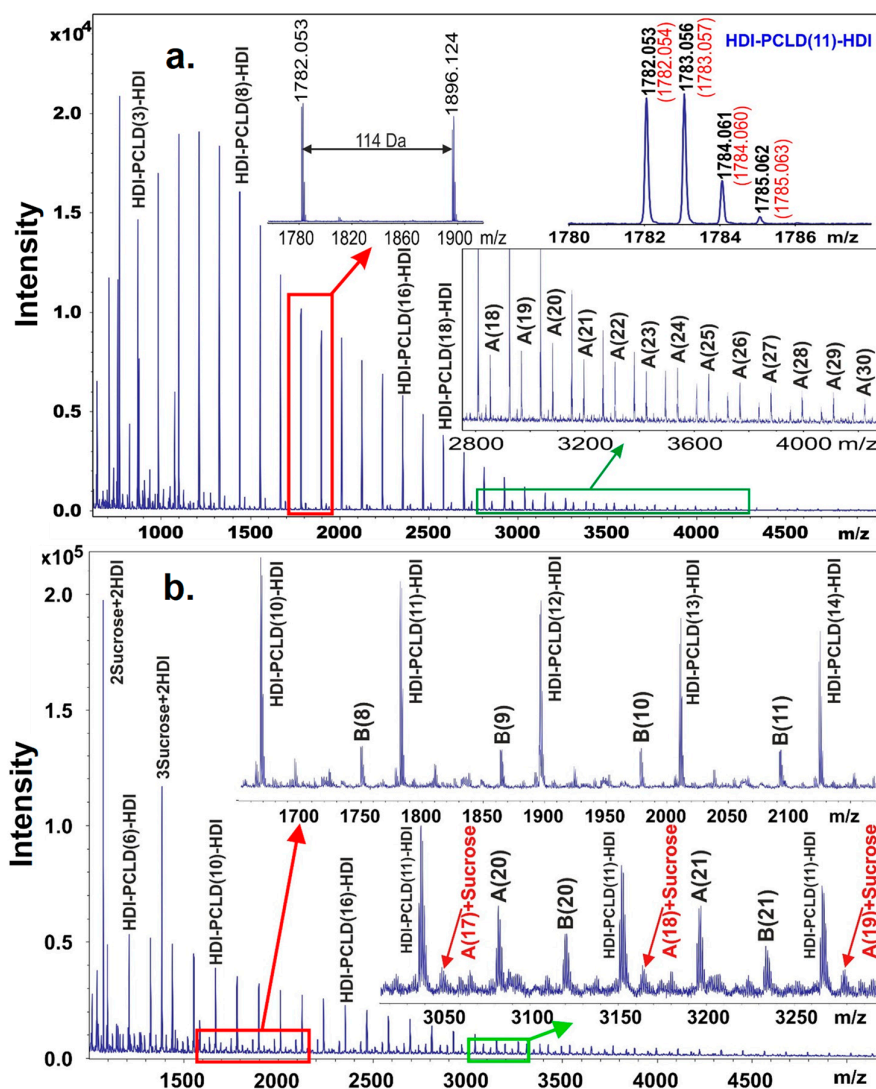 x10⁴
a.
Intensity
2.0
1.5
1.0
0.5
0.0
HDI-PCLD(3)-HDI
HDI-PCLD(8)-HDI
HDI-PCLD(16)-HDI
HDI-PCLD(18)-HDI
1000 1500 2000 2500 3000 3500 4000 4500
m/z
1782.053
1896.124
114 Da
1780 1820 1860 1900 m/z
HDI-PCLD(11)-HDI
1782.053
(1782.054)
1783.056
(1783.057)
1784.061
(1784.060)
1785.062
(1785.063)
1780 1782 1784 1786 m/z
A(18)
A(19)
A(20)
A(21)
A(22)
A(23)
A(24)
A(25)
A(26)
A(27)
A(28)
A(29)
A(30)
2800 3200 3600 4000 m/z
x10⁵
b.
Intensity
2.0
1.5
1.0
0.5
0.0
2Sucrose+2HDI
3Sucrose+2HDI
HDI-PCLD(6)-HDI
HDI-PCLD(10)-HDI
HDI-PCLD(16)-HDI
1500 2000 2500 3000 3500 4000 4500
m/z
HDI-PCLD(10)-HDI
B(8)
HDI-PCLD(11)-HDI
B(9)
HDI-PCLD(12)-HDI
B(10)
HDI-PCLD(13)-HDI
B(11)
HDI-PCLD(14)-HDI
1700 1750 1800 1850 1900 1950 2000 2050 2100 m/z
HDI-PCLD(11)-HDI
A(17)+Sucrose
A(20)
B(20)
HDI-PCLD(11)-HDI
A(18)+Sucrose
A(21)
B(21)
HDI-PCLD(11)-HDI
A(19)+Sucrose
3050 3100 3150 3200 3250 m/z